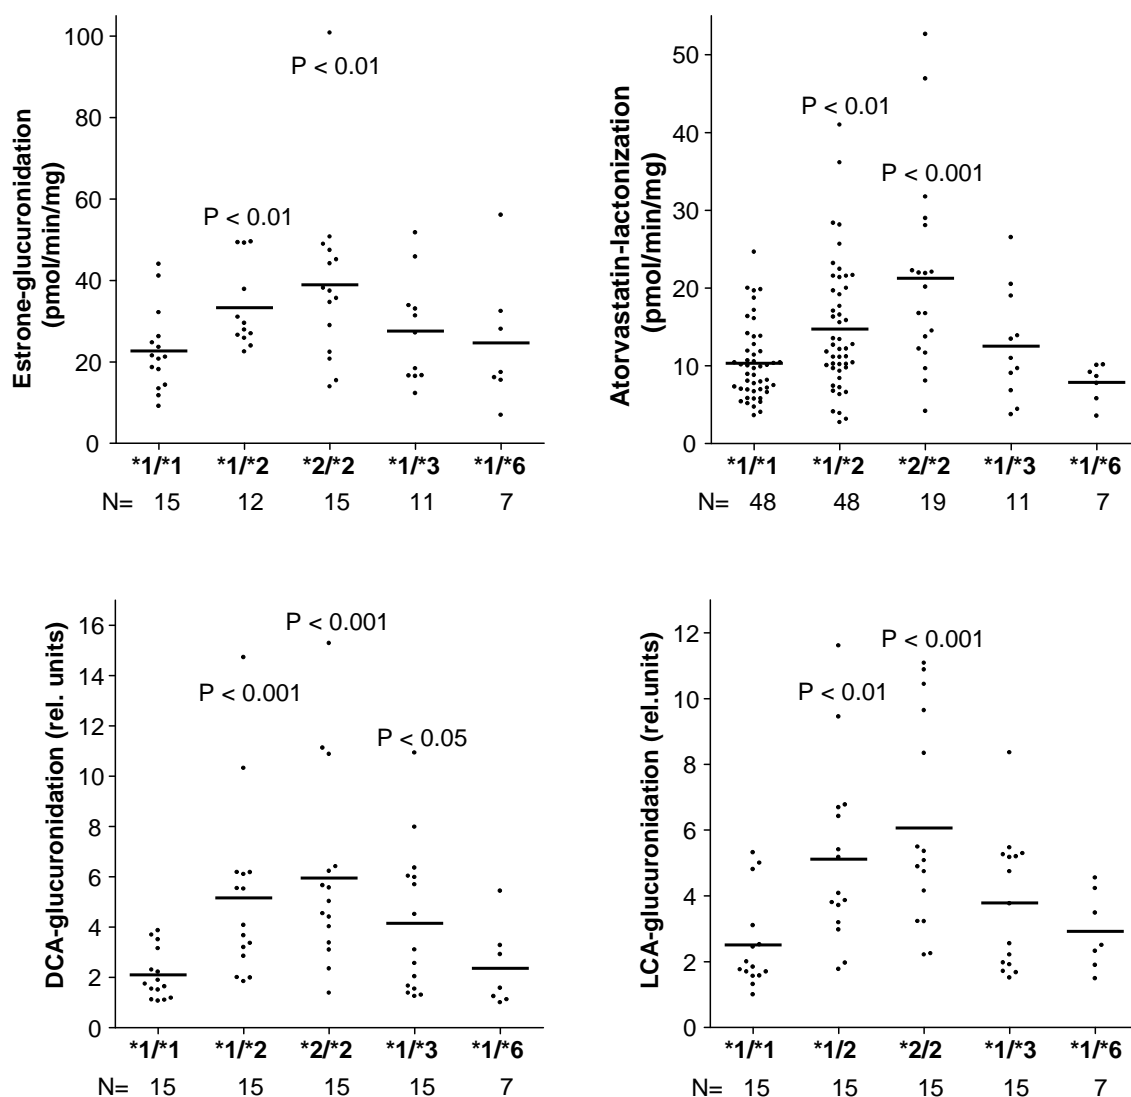 Estrone-glucuronidation
(pmol/min/mg)
100
80
60
40
20
0
P < 0.01
P < 0.01
*1/*1 *1/*2 *2/*2 *1/*3 *1/*6
N= 15 12 15 11 7
Atorvastatin-lactonization
(pmol/min/mg)
50
40
30
20
10
0
P < 0.01
P < 0.001
*1/*1 *1/*2 *2/*2 *1/*3 *1/*6
N= 48 48 19 11 7
DCA-glucuronidation (rel. units)
16
14
12
10
8
6
4
2
0
P < 0.001
P < 0.001
P < 0.05
*1/*1 *1/*2 *2/*2 *1/*3 *1/*6
N= 15 15 15 15 7
LCA-glucuronidation (rel.units)
12
10
8
6
4
2
0
P < 0.001
P < 0.01
*1/*1 *1/2 *2/2 *1/*3 *1/*6
N= 15 15 15 15 7